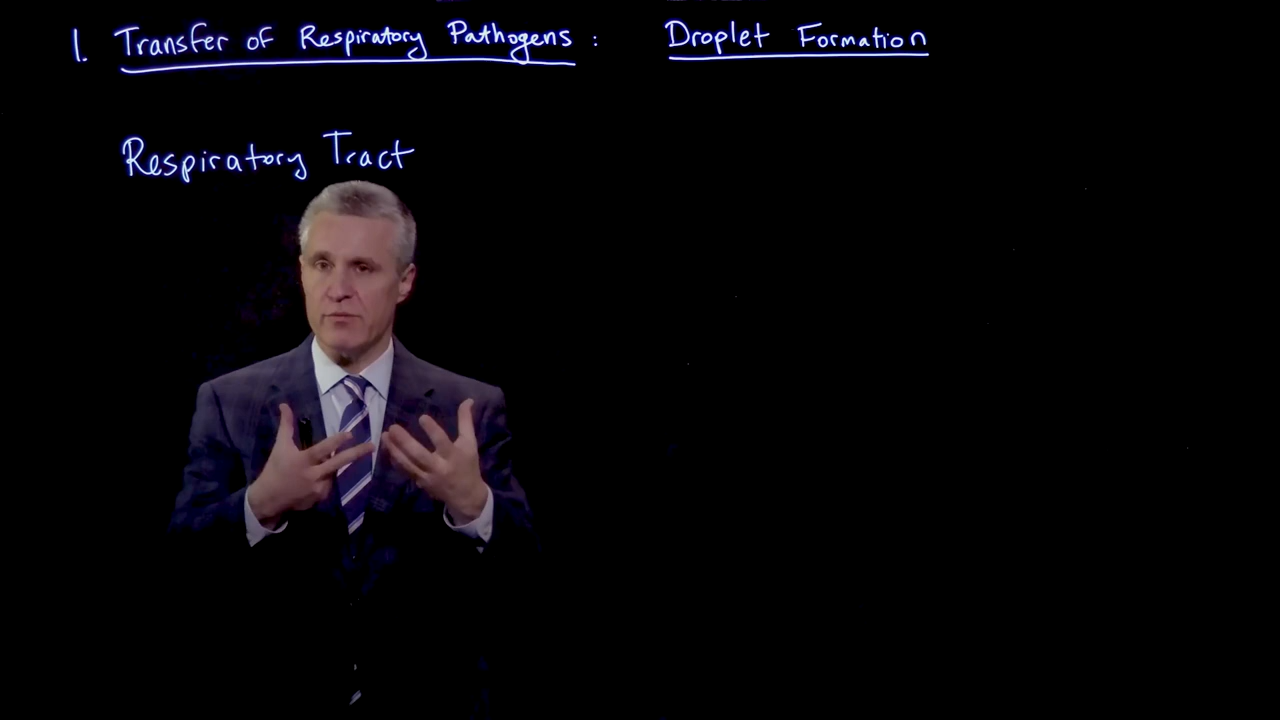 1. Transfer of Respiratory Pathogens : Droplet Formation
Respiratory Tract